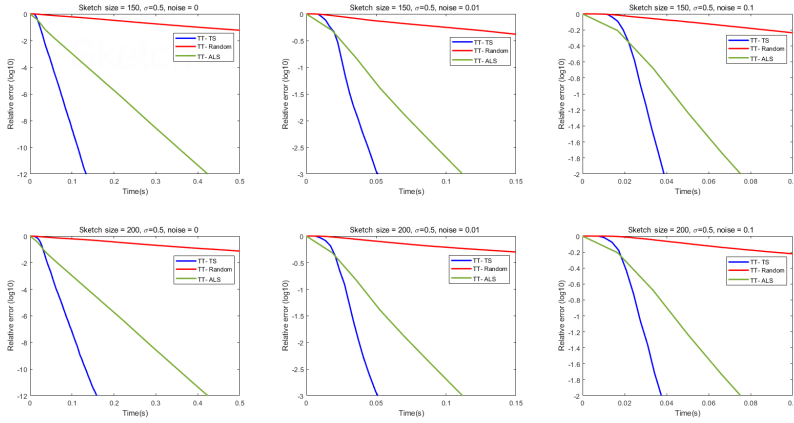 Sketch size = 150, σ=0.5, noise = 0
Relative error (log10)
0
-2
-4
-6
-8
-10
-12
TT- TS
TT- Random
TT- ALS
0 0.1 0.2 0.3 0.4 0.5
Time(s)
Sketch size = 150, σ=0.5, noise = 0.01
Relative error (log10)
0
-0.5
-1
-1.5
-2
-2.5
-3
TT- TS
TT- Random
TT- ALS
0 0.05 0.1 0.15
Time(s)
Sketch size = 150, σ=0.5, noise = 0.1
Relative error (log10)
0
-0.2
-0.4
-0.6
-0.8
-1
-1.2
-1.4
-1.6
-1.8
-2
TT- TS
TT- Random
TT- ALS
0 0.02 0.04 0.06 0.08 0.1
Time(s)
Sketch size = 200, σ=0.5, noise = 0
Relative error (log10)
0
-2
-4
-6
-8
-10
-12
TT- TS
TT- Random
TT- ALS
0 0.1 0.2 0.3 0.4 0.5
Time(s)
Sketch size = 200, σ=0.5, noise = 0.01
Relative error (log10)
0
-0.5
-1
-1.5
-2
-2.5
-3
TT- TS
TT- Random
TT- ALS
0 0.05 0.1 0.15
Time(s)
Sketch size = 200, σ=0.5, noise = 0.1
Relative error (log10)
0
-0.2
-0.4
-0.6
-0.8
-1
-1.2
-1.4
-1.6
-1.8
-2
TT- TS
TT- Random
TT- ALS
0 0.02 0.04 0.06 0.08 0.1
Time(s)